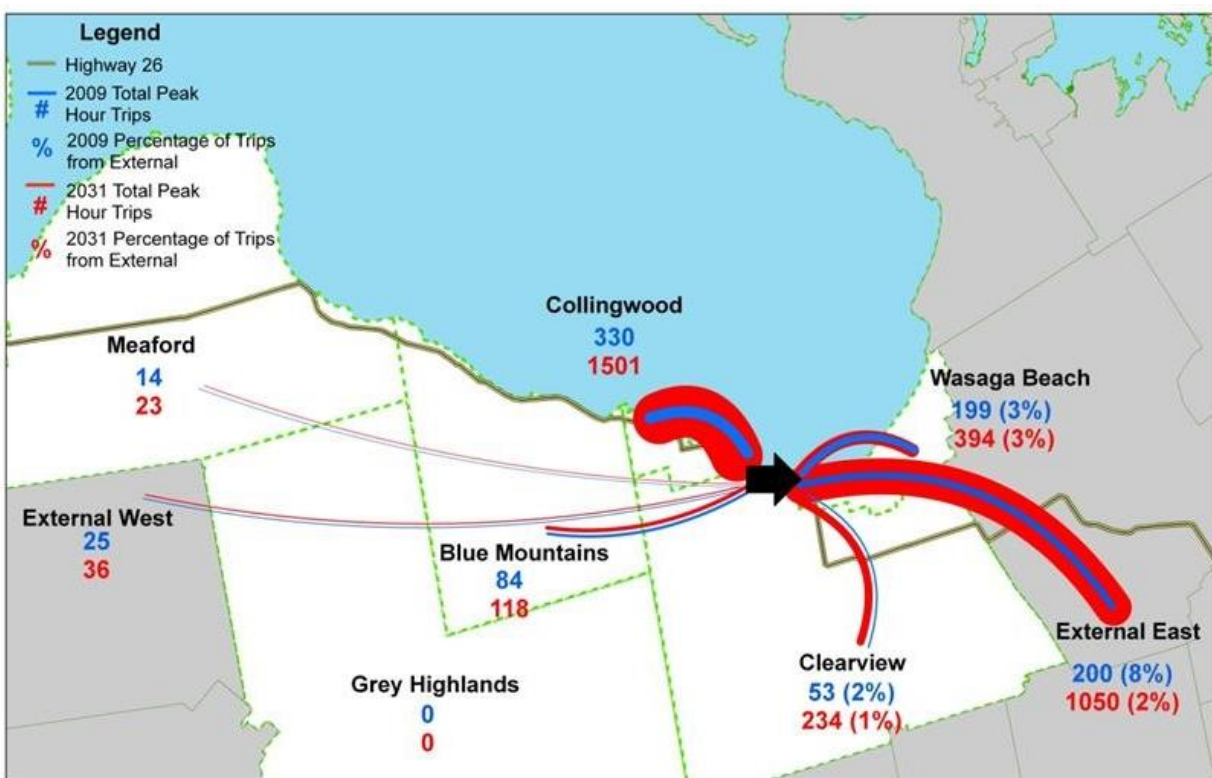 Legend
Highway 26
#
2009 Total Peak
Hour Trips
%
2009 Percentage of Trips
from External
#
2031 Total Peak
Hour Trips
%
2031 Percentage of Trips
from External
Collingwood
330
1501
Meaford
14
23
Wasaga Beach
199 (3%)
394 (3%)
External West
25
36
Blue Mountains
84
118
External East
200 (8%)
1050 (2%)
Clearview
53 (2%)
234 (1%)
Grey Highlands
0
0